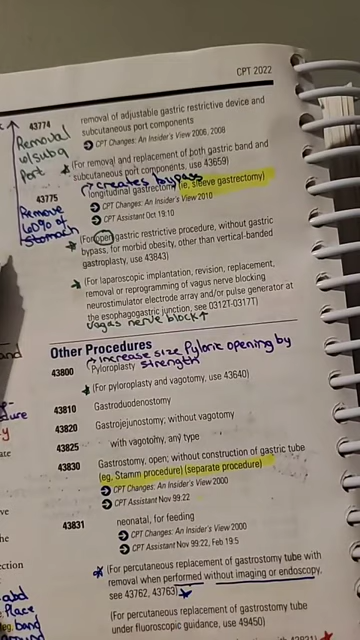 CPT 2022
43774
removal of adjustable gastric restrictive device and
subcutaneous port components
CPT Changes: An Insider's View 2006, 2008
Removal
w/subq
Port
(For removal and replacement of both gastric band and
subcutaneous port components, use 43659)
creates bypass
43775
longitudinal gastrectomy (ie, sleeve gastrectomy)
CPT Changes: An Insider's View 2010
CPT Assistant Oct 19:10
Remove
60% of
stomach
(For open gastric restrictive procedure, without gastric
bypass, for morbid obesity, other than vertical-banded
gastroplasty, use 43843)
(For laparoscopic implantation, revision, replacement,
removal or reprogramming of vagus nerve blocking
neurostimulator electrode array and/or pulse generator at
the esophagogastric junction, see 0312T-0317T)
vagas nerve block↑
Other Procedures
increase size Pyloric opening by
43800
Pyloroplasty
strength
(For pyloroplasty and vagotomy, use 43640)
43810
Gastroduodenostomy
43820
Gastrojejunostomy; without vagotomy
43825
with vagotomy, any type
43830
Gastrostomy, open; without construction of gastric tube
(eg, Stamm procedure) (separate procedure)
CPT Changes: An Insider's View 2000
CPT Assistant Nov 99:22
43831
neonatal, for feeding
CPT Changes: An Insider's View 2000
CPT Assistant Nov 99:22, Feb 19:5
(For percutaneous replacement of gastrostomy tube with
removal when performed without imaging or endoscopy,
see 43762, 43763)
(For percutaneous replacement of gastrostomy tube
under fluoroscopic guidance, use 49450)
and
dure
y
ate
ve
he
ection
abd
Place
band